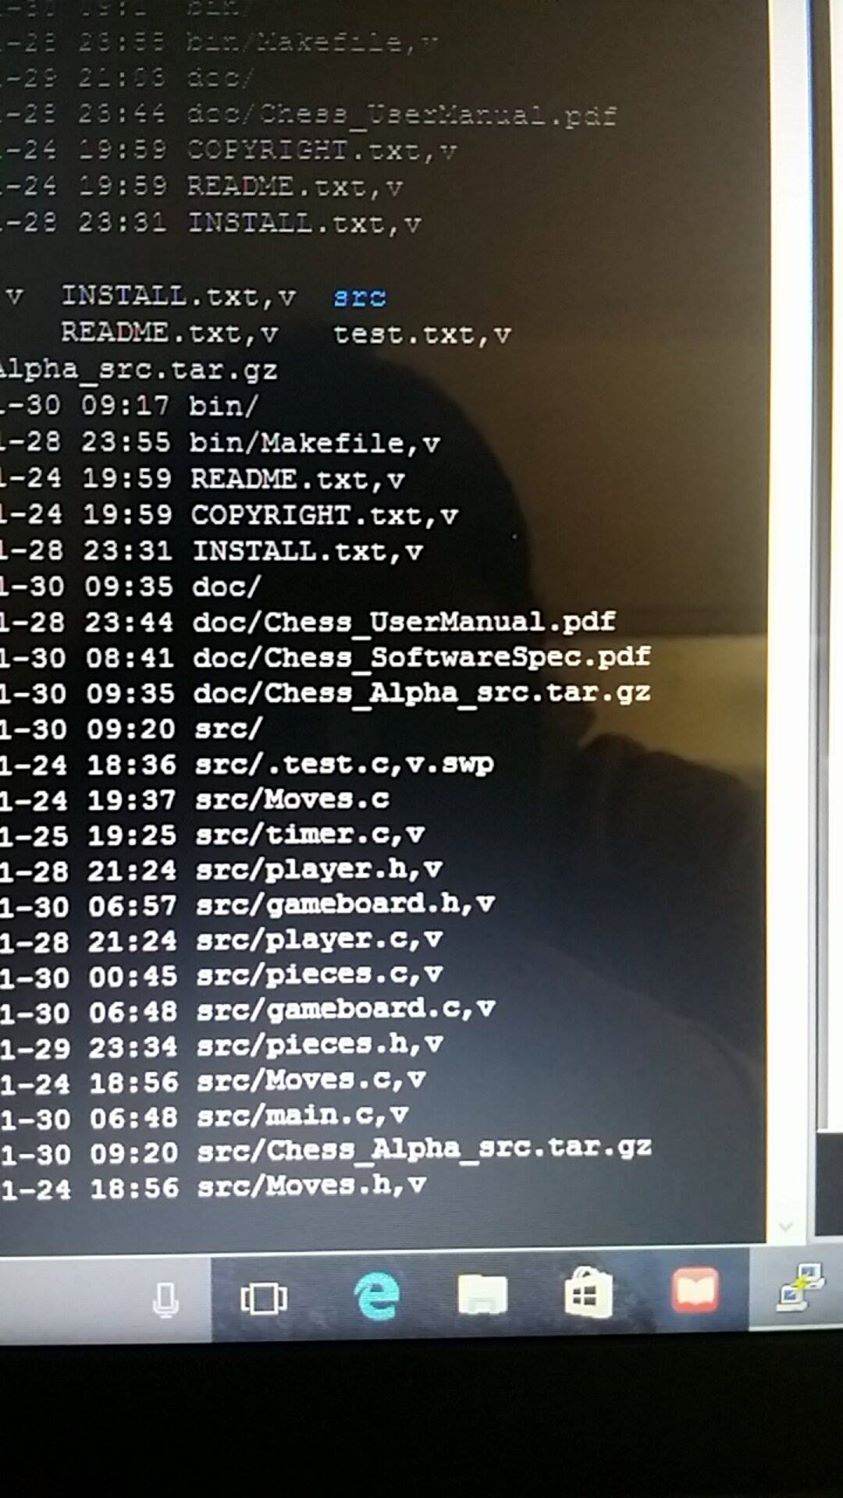 -28 23:55 bin/Makefile,v
-29 21:03 doc/
-28 23:44 doc/Chess_UserManual.pdf
-24 19:59 COPYRIGHT.txt,v
-24 19:59 README.txt,v
-28 23:31 INSTALL.txt,v
v INSTALL.txt,v src
README.txt,v test.txt,v
Alpha_src.tar.gz
1-30 09:17 bin/
1-28 23:55 bin/Makefile,v
1-24 19:59 README.txt,v
1-24 19:59 COPYRIGHT.txt,v
1-28 23:31 INSTALL.txt,v
1-30 09:35 doc/
1-28 23:44 doc/Chess_UserManual.pdf
1-30 08:41 doc/Chess_SoftwareSpec.pdf
1-30 09:35 doc/Chess_Alpha_src.tar.gz
1-30 09:20 src/
1-24 18:36 src/.test.c,v.swp
1-24 19:37 src/Moves.c
1-25 19:25 src/timer.c,v
1-28 21:24 src/player.h,v
1-30 06:57 src/gameboard.h,v
1-28 21:24 src/player.c,v
1-30 00:45 src/pieces.c,v
1-30 06:48 src/gameboard.c,v
1-29 23:34 src/pieces.h,v
1-24 18:56 src/Moves.c,v
1-30 06:48 src/main.c,v
1-30 09:20 src/Chess_Alpha_src.tar.gz
1-24 18:56 src/Moves.h,v